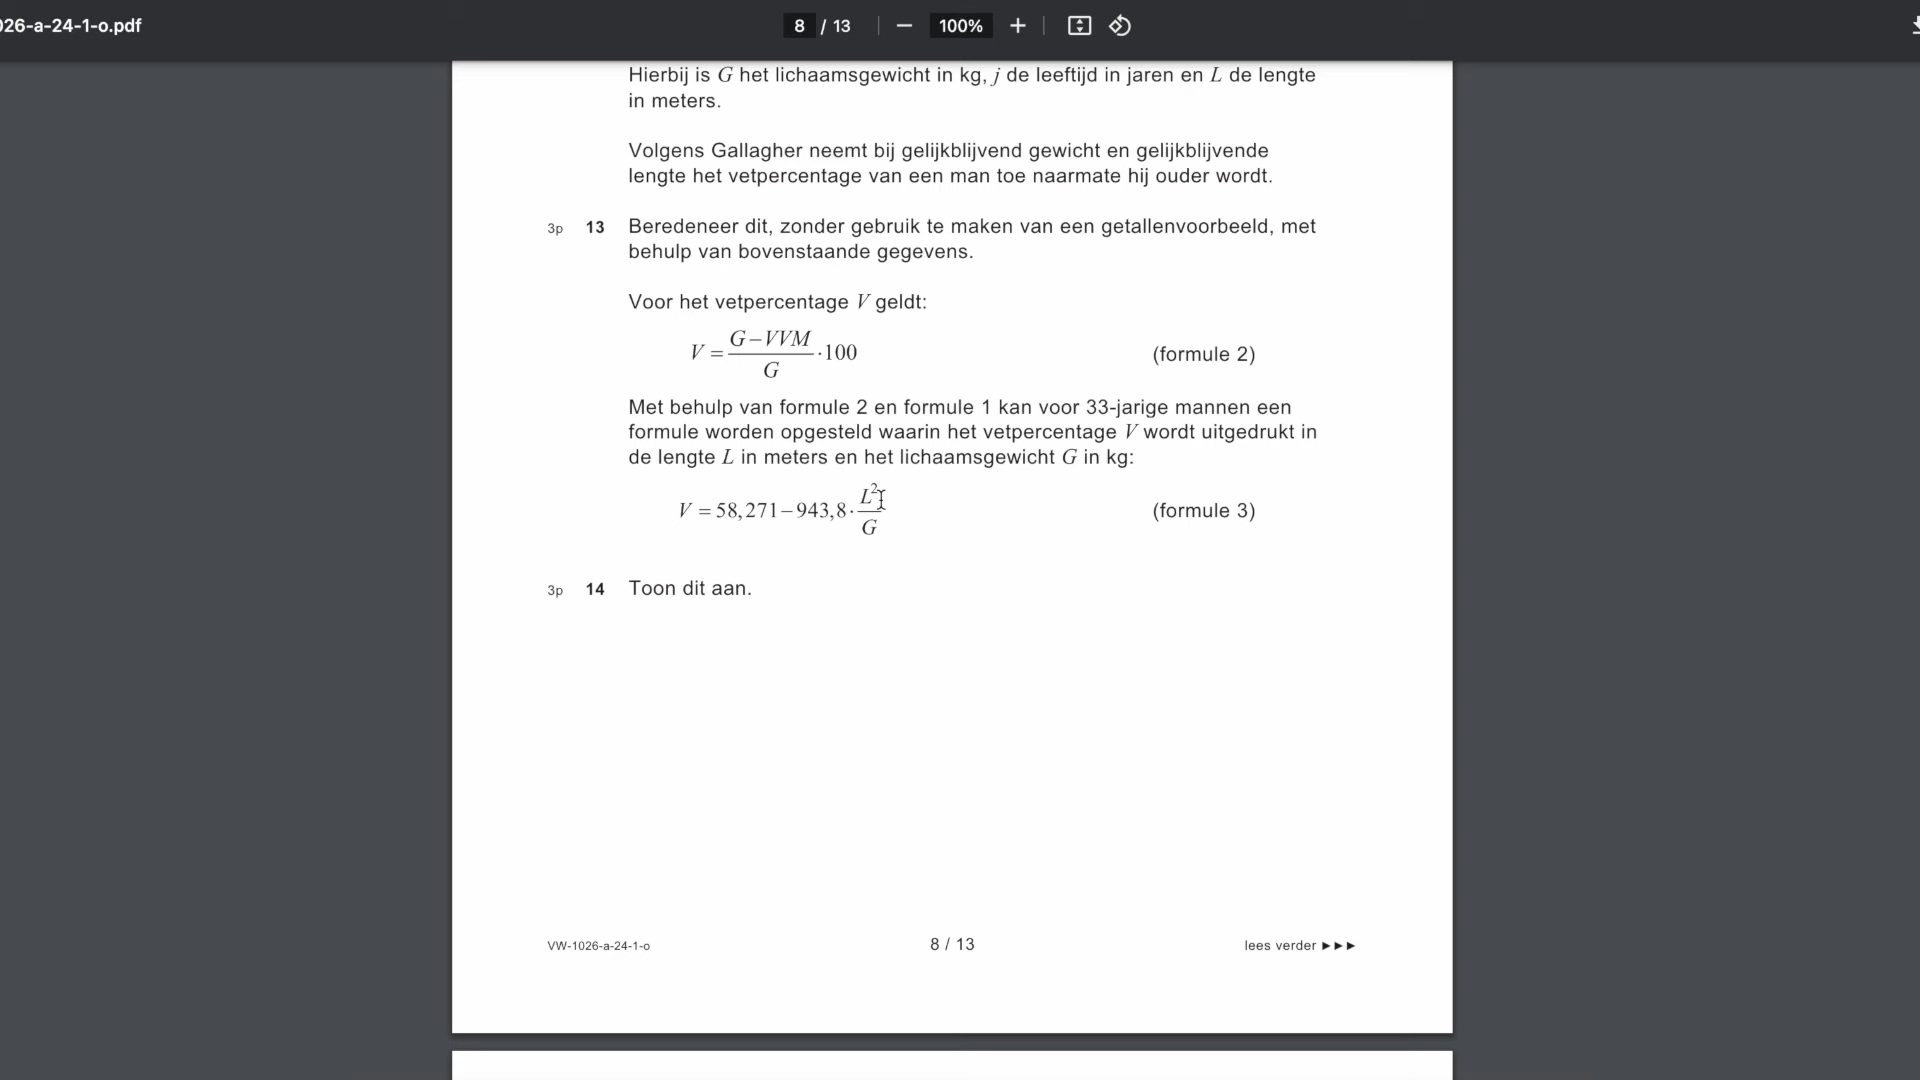 026-a-24-1-o.pdf
8 / 13
100%
Hierbij is G het lichaamsgewicht in kg, j de leeftijd in jaren en L de lengte
in meters.
Volgens Gallagher neemt bij gelijkblijvend gewicht en gelijkblijvende
lengte het vetpercentage van een man toe naarmate hij ouder wordt.
3p 13 Beredeneer dit, zonder gebruik te maken van een getallenvoorbeeld, met
behulp van bovenstaande gegevens.
Voor het vetpercentage V geldt:
V = (G − VVM)/G · 100 (formule 2)
Met behulp van formule 2 en formule 1 kan voor 33-jarige mannen een
formule worden opgesteld waarin het vetpercentage V wordt uitgedrukt in
de lengte L in meters en het lichaamsgewicht G in kg:
V = 58,271 − 943,8 · L²/G (formule 3)
3p 14 Toon dit aan.
VW-1026-a-24-1-o 8 / 13 lees verder ►►►